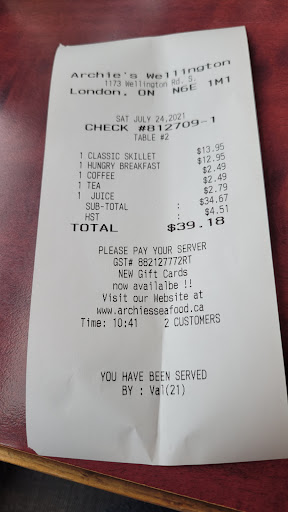 Archie's Wellington
1173 Wellington Rd. S.
London, ON N6E 1M1
SAT JULY 24,2021
CHECK #812709-1
TABLE #2
1 CLASSIC SKILLET $13.95
1 HUNGRY BREAKFAST $12.95
1 COFFEE $2.49
1 TEA $2.49
1 JUICE $2.79
SUB-TOTAL : $34.67
HST : $4.51
TOTAL $39.18
PLEASE PAY YOUR SERVER
GST# 882127772RT
NEW Gift Cards
now availalbe !!
Visit our Website at
www.archiesseafood.ca
Time: 10:41 2 CUSTOMERS
YOU HAVE BEEN SERVED
BY : Val(21)